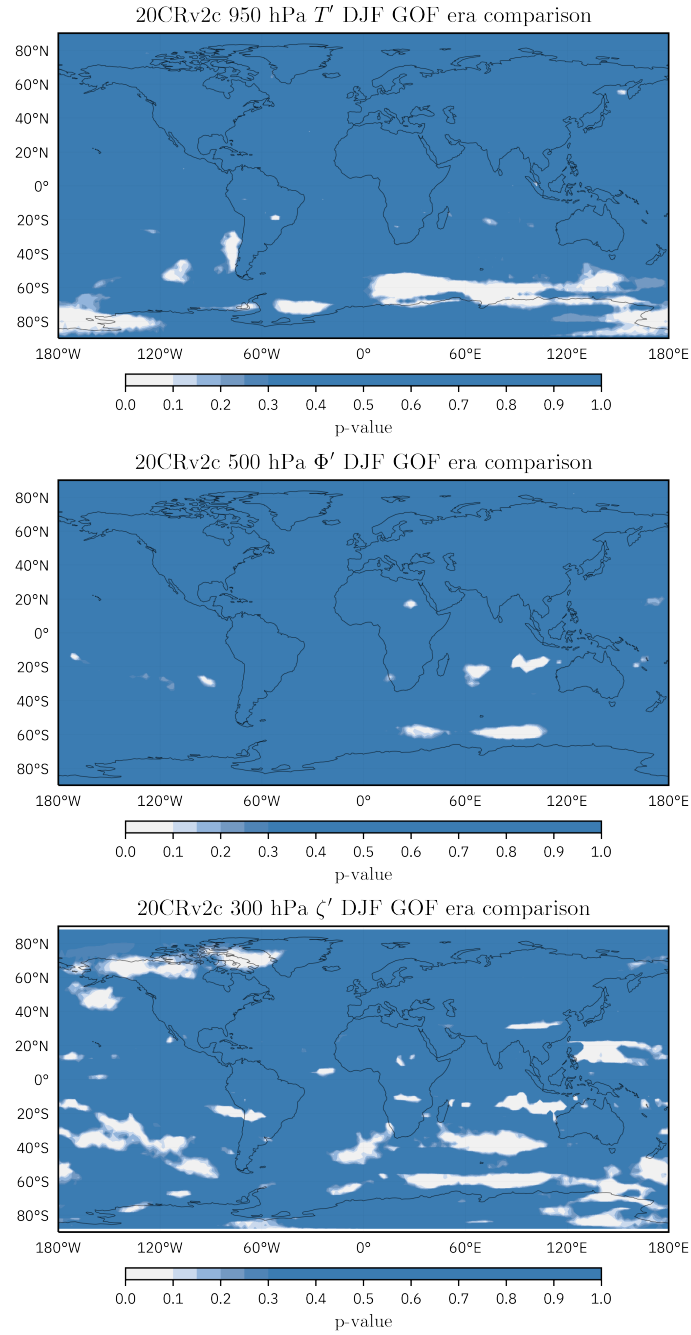 20CRv2c 950 hPa T′ DJF GOF era comparison
80°N
60°N
40°N
20°N
0°
20°S
40°S
60°S
80°S
180°W 120°W 60°W 0° 60°E 120°E 180°E
0.0 0.1 0.2 0.3 0.4 0.5 0.6 0.7 0.8 0.9 1.0
p-value
20CRv2c 500 hPa Φ′ DJF GOF era comparison
80°N
60°N
40°N
20°N
0°
20°S
40°S
60°S
80°S
180°W 120°W 60°W 0° 60°E 120°E 180°E
0.0 0.1 0.2 0.3 0.4 0.5 0.6 0.7 0.8 0.9 1.0
p-value
20CRv2c 300 hPa ζ′ DJF GOF era comparison
80°N
60°N
40°N
20°N
0°
20°S
40°S
60°S
80°S
180°W 120°W 60°W 0° 60°E 120°E 180°E
0.0 0.1 0.2 0.3 0.4 0.5 0.6 0.7 0.8 0.9 1.0
p-value